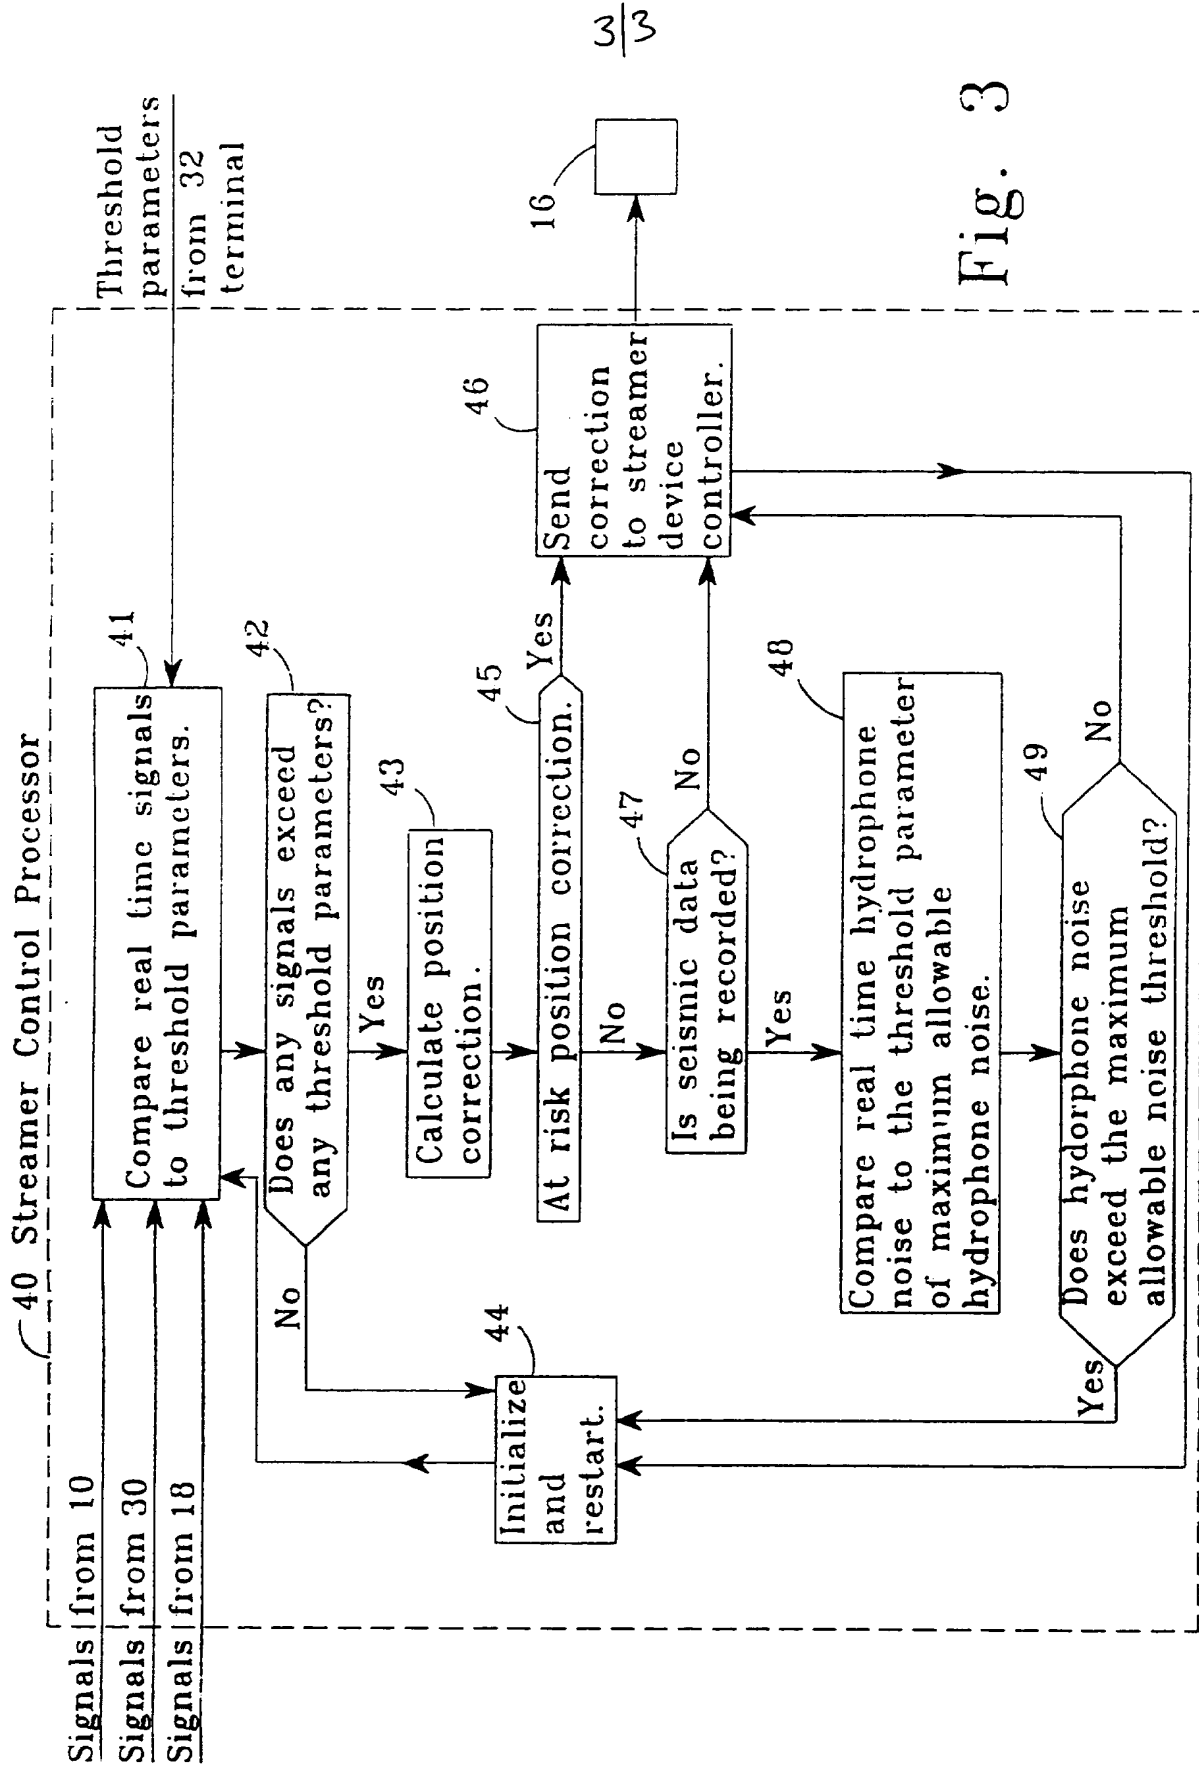 3/3
40 Streamer Control Processor
Signals from 10
Signals from 30
Signals from 18
Threshold
parameters
from 32
terminal
41
Compare real time signals
to threshold parameters.
42
Does any signals exceed
any threshold parameters?
No
Yes
43
Calculate position
correction.
44
Initialize
and
restart.
45
At risk position correction.
Yes
No
46
Send
correction
to streamer
device
controller.
16
47
Is seismic data
being recorded?
No
Yes
48
Compare real time hydrophone
noise to the threshold parameter
of maximum allowable
hydrophone noise.
49
Does hydorphone noise
exceed the maximum
allowable noise threshold?
Yes
No
Fig. 3